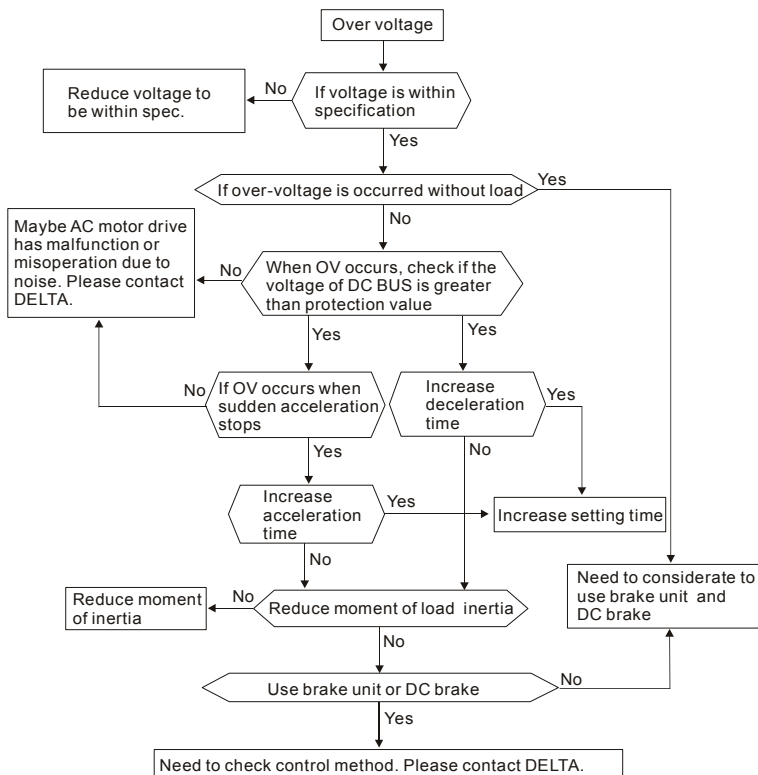 Over voltage
If voltage is within
specification
No
Reduce voltage to
be within spec.
Yes
If over-voltage is occurred without load
Yes
No
Maybe AC motor drive
has malfunction or
misoperation due to
noise. Please contact
DELTA.
No
When OV occurs, check if the
voltage of DC BUS is greater
than protection value
Yes
Yes
No
If OV occurs when
sudden acceleration
stops
Increase
deceleration
time
Yes
Yes
No
Increase
acceleration
time
Yes
Increase setting time
No
Need to considerate to
use brake unit and
DC brake
Reduce moment
of inertia
No
Reduce moment of load inertia
No
Use brake unit or DC brake
No
Yes
Need to check control method. Please contact DELTA.